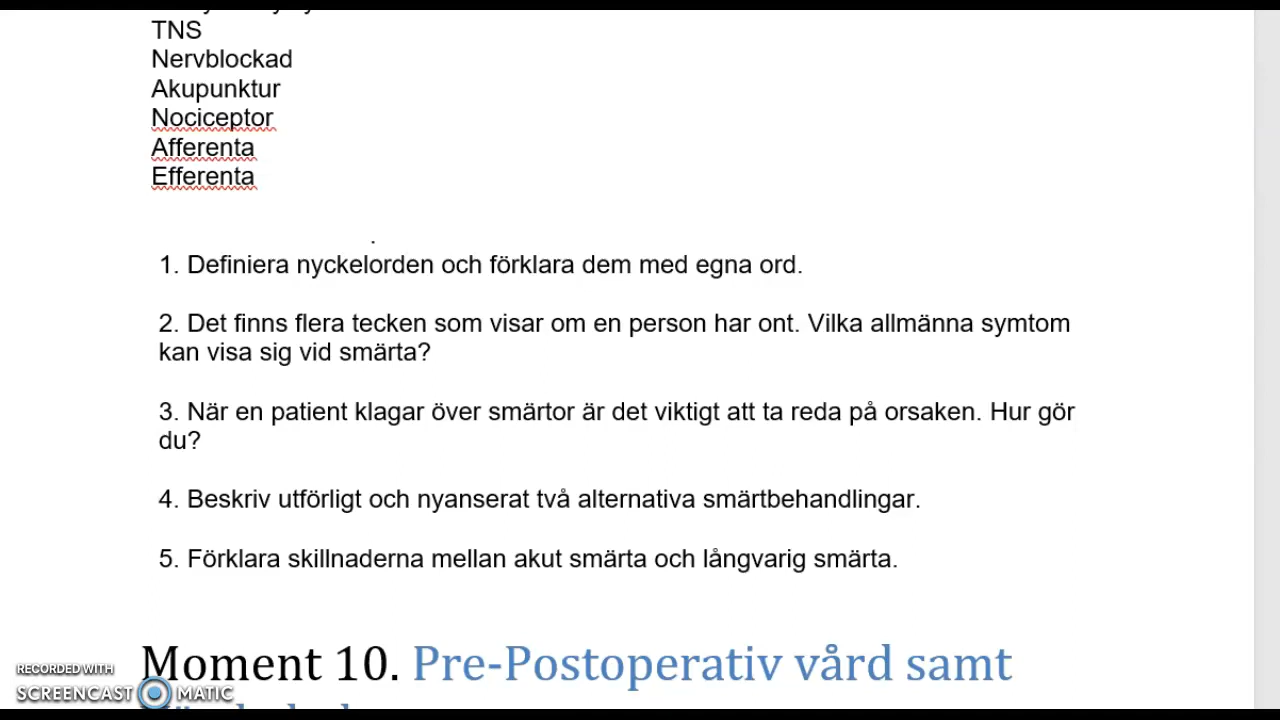 TNS
Nervblockad
Akupunktur
Nociceptor
Afferenta
Efferenta
1. Definiera nyckelorden och förklara dem med egna ord.
2. Det finns flera tecken som visar om en person har ont. Vilka allmänna symtom
kan visa sig vid smärta?
3. När en patient klagar över smärtor är det viktigt att ta reda på orsaken. Hur gör
du?
4. Beskriv utförligt och nyanserat två alternativa smärtbehandlingar.
5. Förklara skillnaderna mellan akut smärta och långvarig smärta.
Moment 10. Pre-Postoperativ vård samt
RECORDED WITH
SCREENCAST MATIC